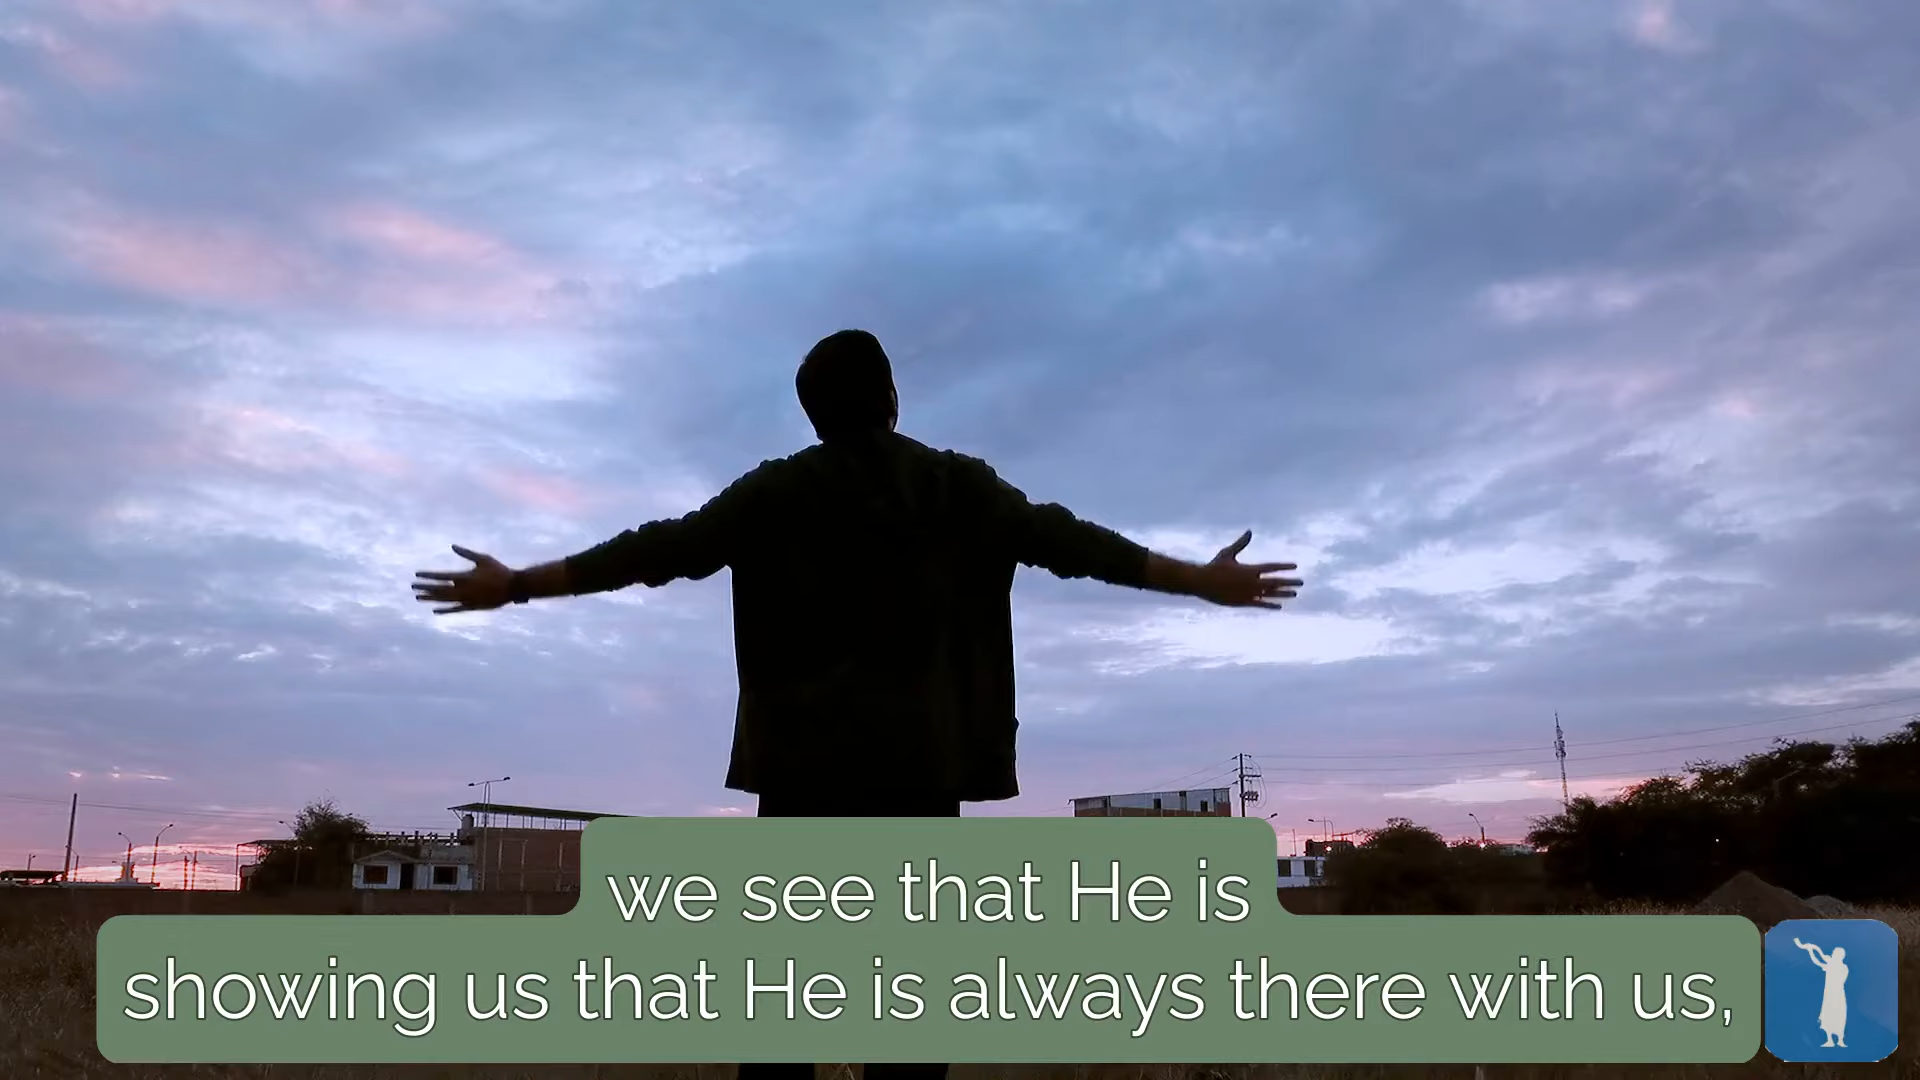 we see that He is
showing us that He is always there with us,